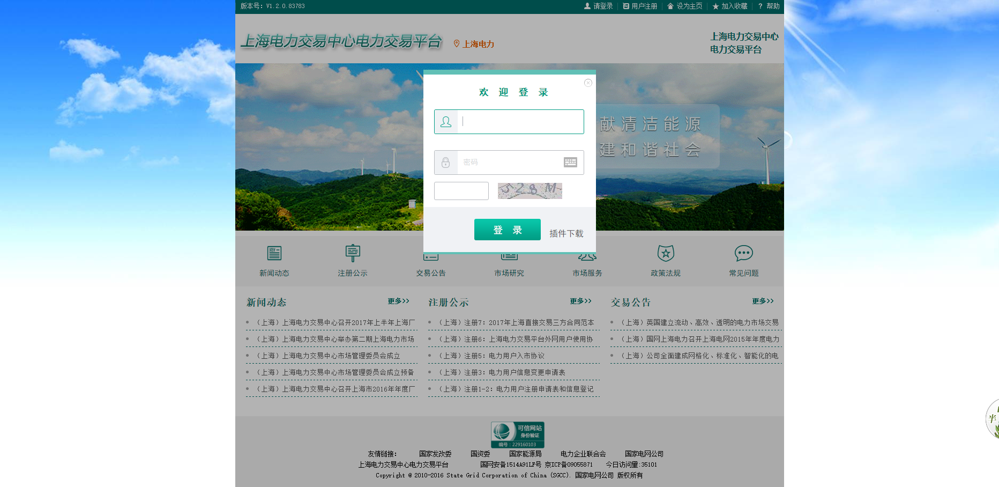 版本号：V1.2.0.83783
请登录 用户注册 设为主页 加入收藏 ? 帮助
上海电力交易中心电力交易平台 上海电力
上海电力交易中心
电力交易平台
欢 迎 登 录
献清洁能源
建和谐社会
密码
528M
登 录 插件下载
新闻动态 注册公示 交易公告 市场研究 市场服务 政策法规 常见问题
新闻动态 更多>>
（上海）上海电力交易中心召开2017年上半年上海厂
（上海）上海电力交易中心举办第二期上海电力市场
（上海）上海电力交易中心市场管理委员会成立
（上海）上海电力交易中心市场管理委员会成立预备
（上海）上海电力交易中心召开上海市2016年年度厂
注册公示 更多>>
（上海）注册7：2017年上海直接交易三方合同范本
（上海）注册6：上海电力交易平台外网用户使用协
（上海）注册5：电力用户入市协议
（上海）注册3：电力用户信息变更申请表
（上海）注册1-2：电力用户注册申请表和信息登记
交易公告 更多>>
（上海）英国建立流动、高效、透明的电力市场交易
（上海）国网上海电力召开上海电网2015年年度电力
（上海）公司全面建成网格化、标准化、智能化的电
可信网站
身份验证
编号：229160103
友情链接： 国家发改委 国资委 国家能源局 电力企业联合会 国家电网公司
上海电力交易中心电力交易平台 国网安备1514A91LF号 京ICP备09055871 今日访问量:35101
Copyright @ 2010-2016 State Grid Corporation of China (SGCC). 国家电网公司 版权所有
半